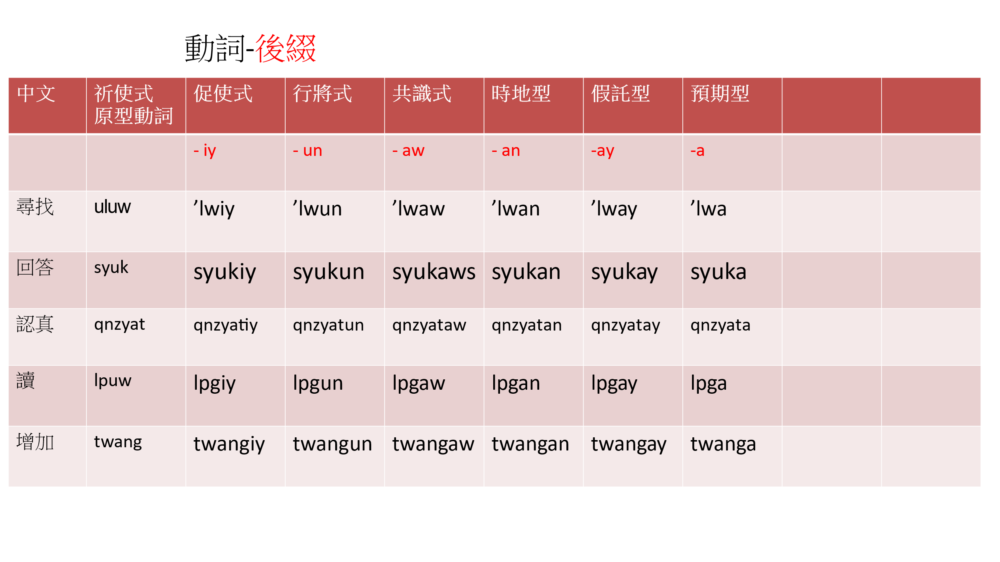 動詞-後綴
中文 祈使式 促使式 行將式 共識式 時地型 假託型 預期型
原型動詞
- iy - un - aw - an -ay -a
尋找 uluw ’lwiy ’lwun ’lwaw ’lwan ’lway ’lwa
回答 syuk syukiy syukun syukaws syukan syukay syuka
認真 qnzyat qnzyatiy qnzyatun qnzyataw qnzyatan qnzyatay qnzyata
讀 lpuw lpgiy lpgun lpgaw lpgan lpgay lpga
增加 twang twangiy twangun twangaw twangan twangay twanga